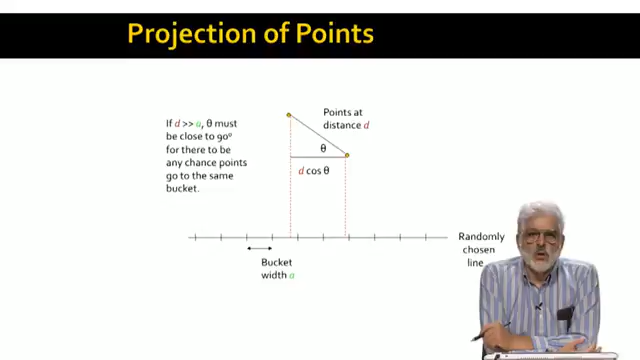 Projection of Points
If d >> a, θ must
be close to 90°
for there to be
any chance points
go to the same
bucket.
Points at
distance d
θ
d cos θ
Randomly
chosen
line
Bucket
width a